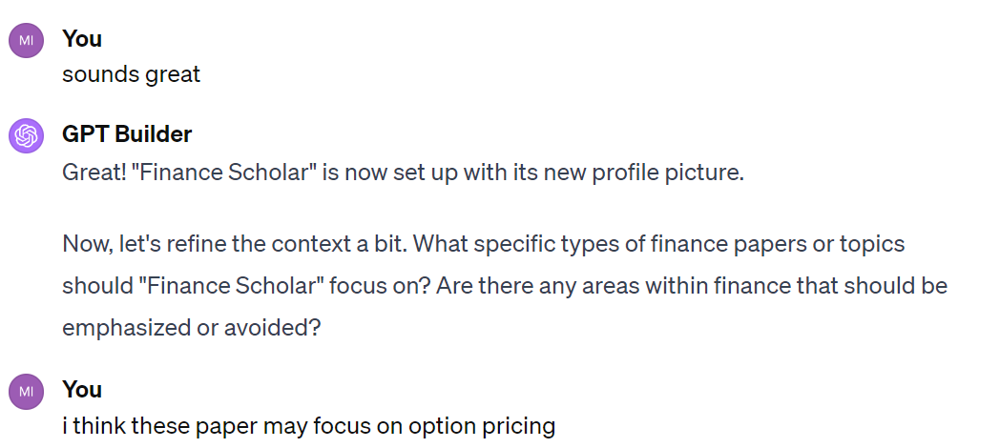 MI
You
sounds great
GPT Builder
Great! "Finance Scholar" is now set up with its new profile picture.
Now, let's refine the context a bit. What specific types of finance papers or topics
should "Finance Scholar" focus on? Are there any areas within finance that should be
emphasized or avoided?
MI
You
i think these paper may focus on option pricing